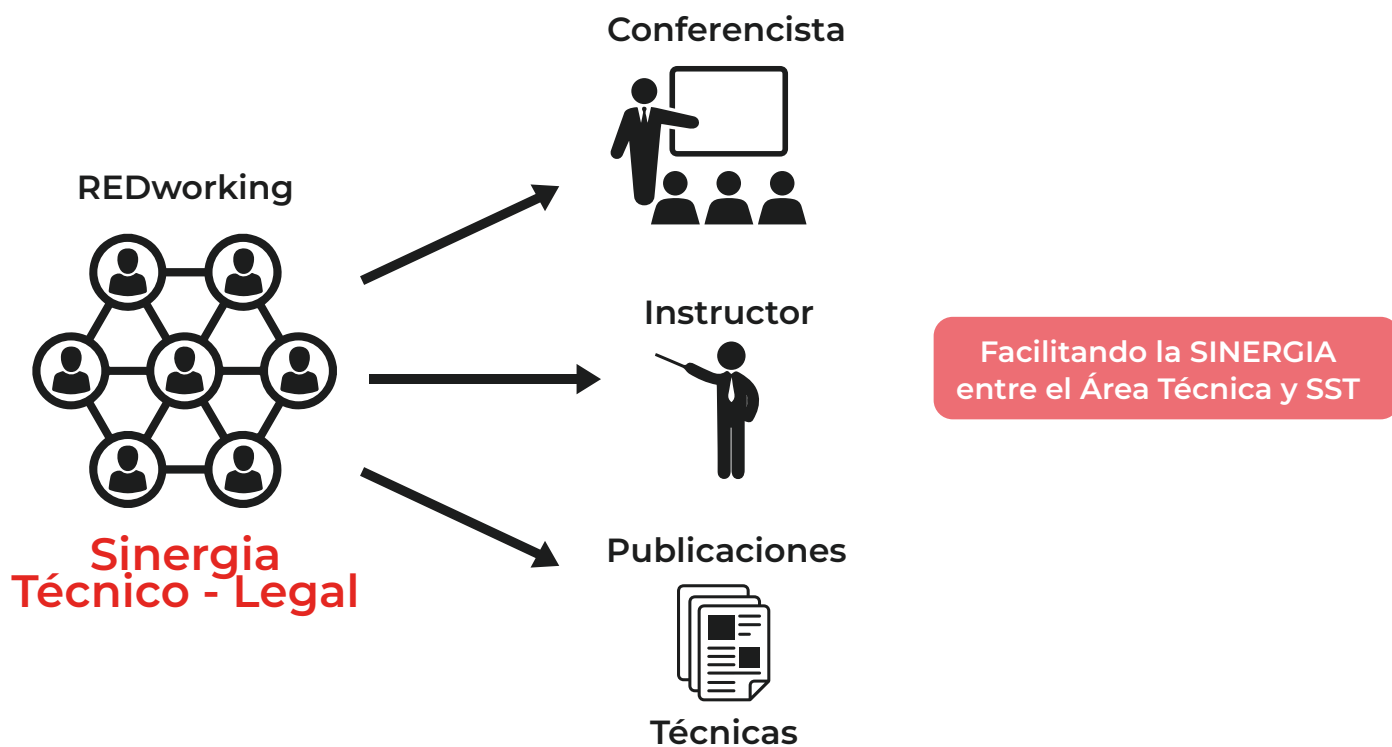 REDworking
Sinergia
Técnico - Legal
Conferencista
Instructor
Publicaciones
Técnicas
Facilitando la SINERGIA
entre el Área Técnica y SST